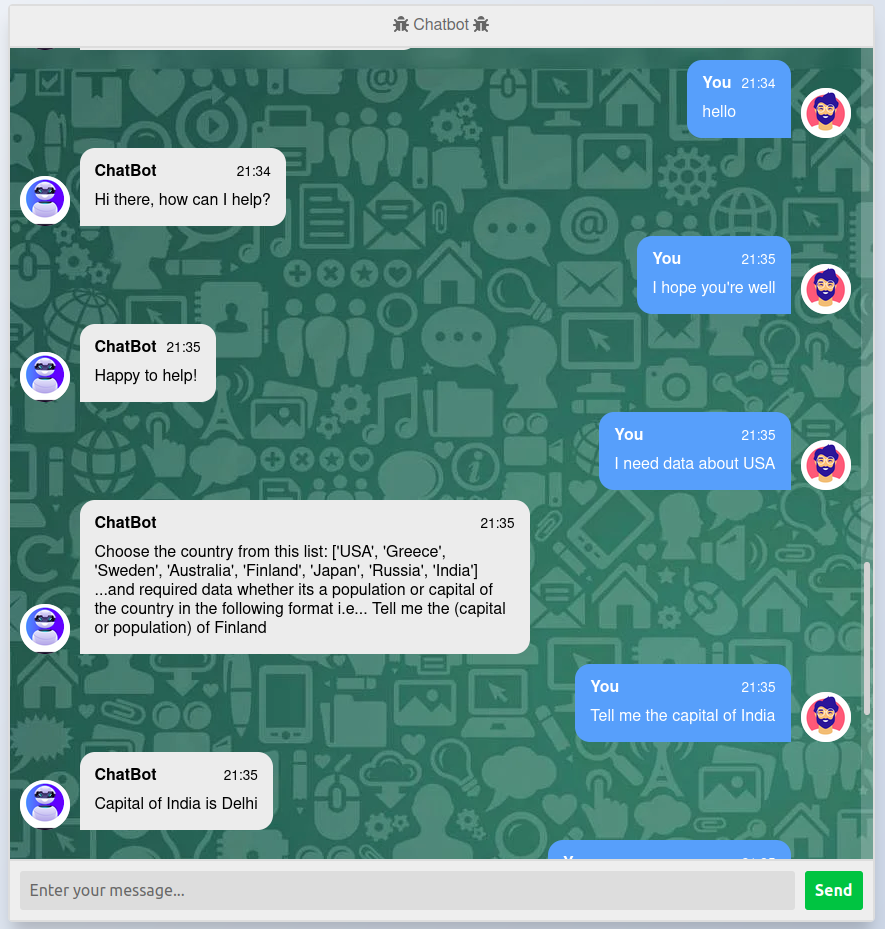 Chatbot
You 21:34
hello
ChatBot 21:34
Hi there, how can I help?
You 21:35
I hope you're well
ChatBot 21:35
Happy to help!
You 21:35
I need data about USA
ChatBot 21:35
Choose the country from this list: ['USA', 'Greece',
'Sweden', 'Australia', 'Finland', 'Japan', 'Russia', 'India']
...and required data whether its a population or capital of
the country in the following format i.e... Tell me the (capital
or population) of Finland
You 21:35
Tell me the capital of India
ChatBot 21:35
Capital of India is Delhi
Enter your message...
Send